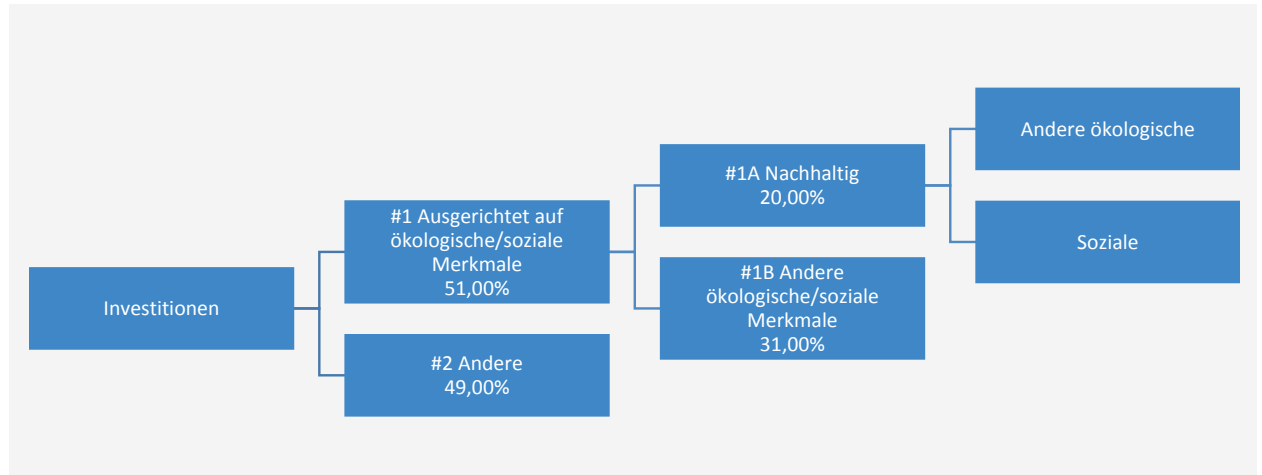 Investitionen
#1 Ausgerichtet auf
ökologische/soziale
Merkmale
51,00%
#2 Andere
49,00%
#1A Nachhaltig
20,00%
#1B Andere
ökologische/soziale
Merkmale
31,00%
Andere ökologische
Soziale